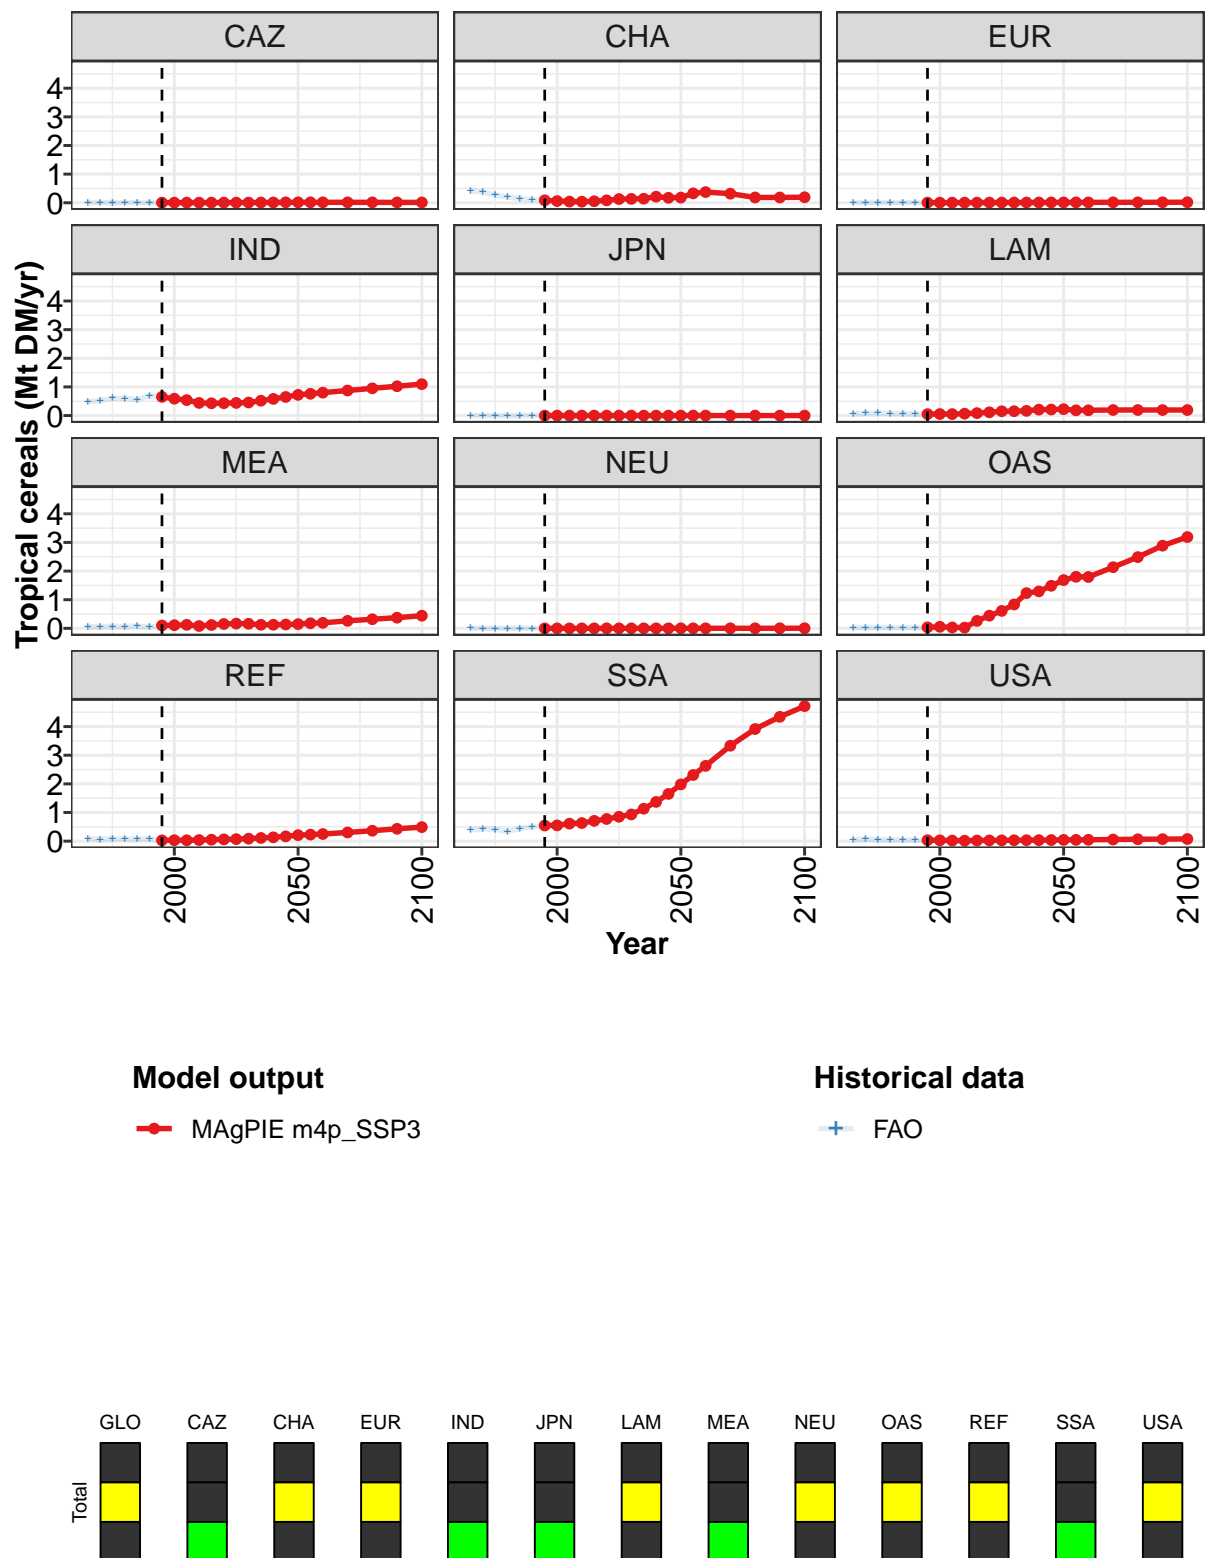 CAZ CHA EUR
4
3
2
1
0
IND JPN LAM
4
3
2
1
0
MEA NEU OAS
4
3
2
1
0
REF SSA USA
4
3
2
1
0
Tropical cereals (Mt DM/yr)
2000 2050 2100 2000 2050 2100 2000 2050 2100
Year
Model output Historical data
MAgPIE m4p_SSP3 FAO
GLO CAZ CHA EUR IND JPN LAM MEA NEU OAS REF SSA USA
Total